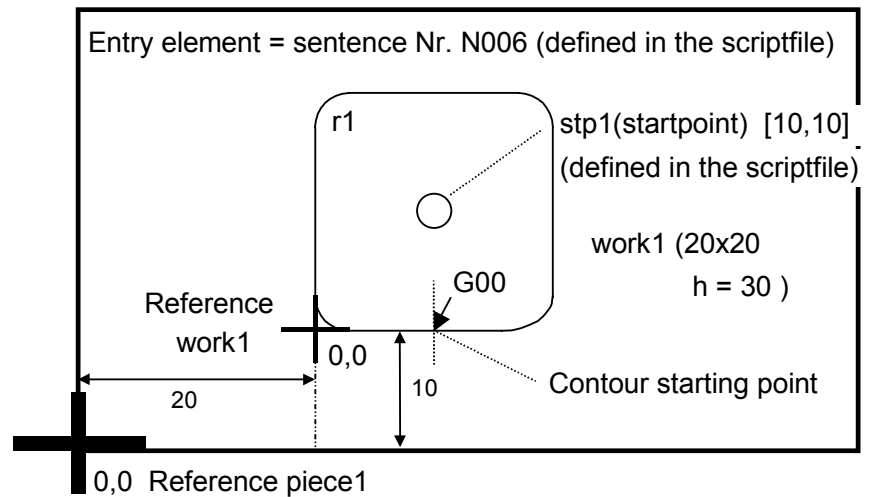 Entry element = sentence Nr. N006 (defined in the scriptfile)
r1
stp1(startpoint) [10,10]
(defined in the scriptfile)
work1 (20x20
h = 30 )
G00
Reference
work1
0,0
20
10
Contour starting point
0,0 Reference piece1